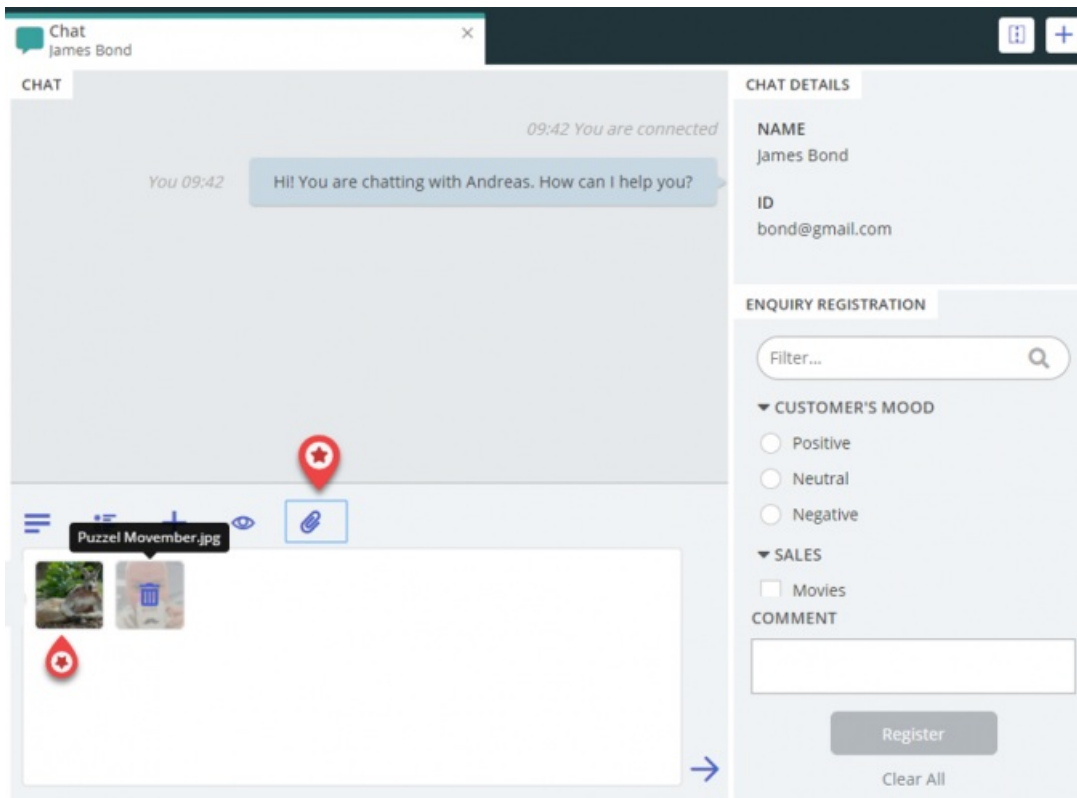 Chat
James Bond
CHAT
09:42 You are connected
You 09:42
Hi! You are chatting with Andreas. How can I help you?
Puzzel Movember.jpg
CHAT DETAILS
NAME
James Bond
ID
bond@gmail.com
ENQUIRY REGISTRATION
Filter...
CUSTOMER'S MOOD
Positive
Neutral
Negative
SALES
Movies
COMMENT
Register
Clear All